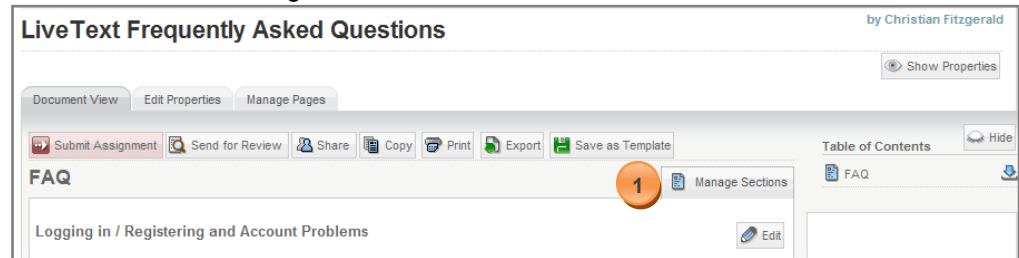 LiveText Frequently Asked Questions
by Christian Fitzgerald
Show Properties
Document View Edit Properties Manage Pages
Submit Assignment Send for Review Share Copy Print Export Save as Template
Hide
Table of Contents
FAQ
1
Manage Sections
FAQ
Logging in / Registering and Account Problems
Edit